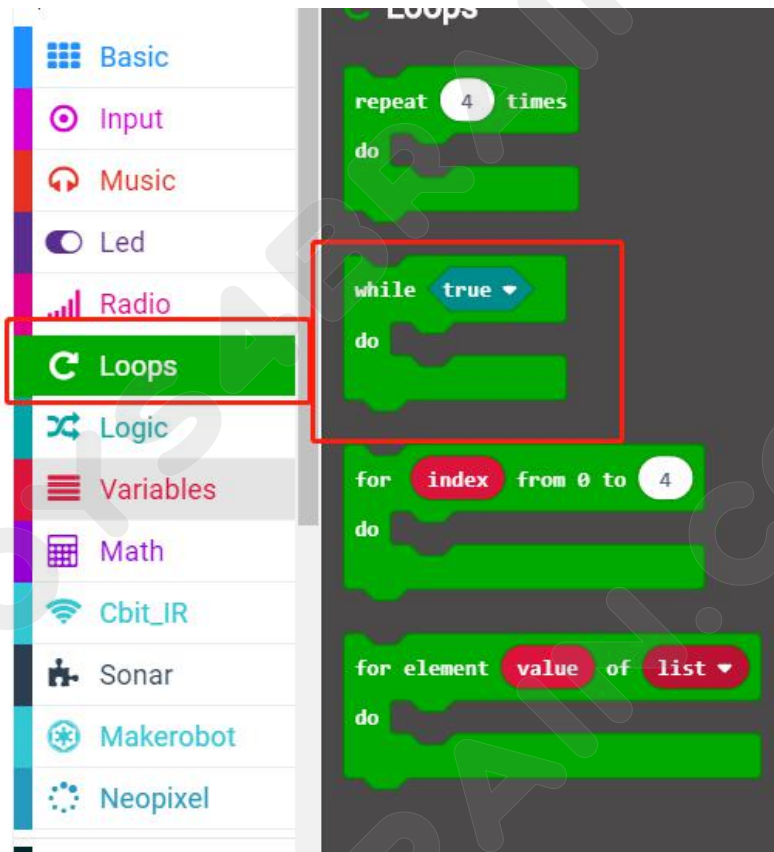 Loops
Basic
Input
Music
Led
Radio
Loops
Logic
Variables
Math
Cbit_IR
Sonar
Makerobot
Neopixel
repeat 4 times
do
while true
do
for index from 0 to 4
do
for element value of list
do